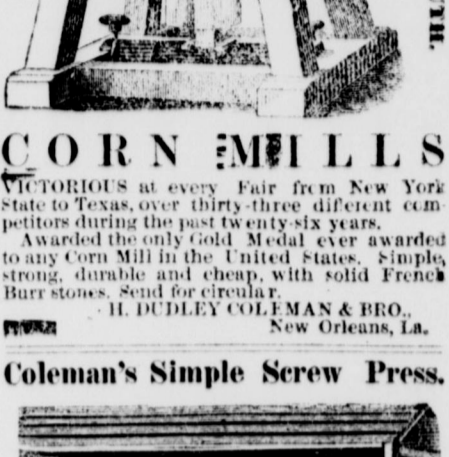 TH.
CORN MILLS
VICTORIOUS at every Fair from New York
State to Texas, over thirty-three different com
petitors during the past twenty-six years.
Awarded the only Gold Medal ever awarded
to any Corn Mill in the United States. Simple,
strong, durable and cheap, with solid French
Burr stones. Send for circular.
H. DUDLEY COLEMAN & BRO.,
New Orleans, La.
Coleman's Simple Screw Press.